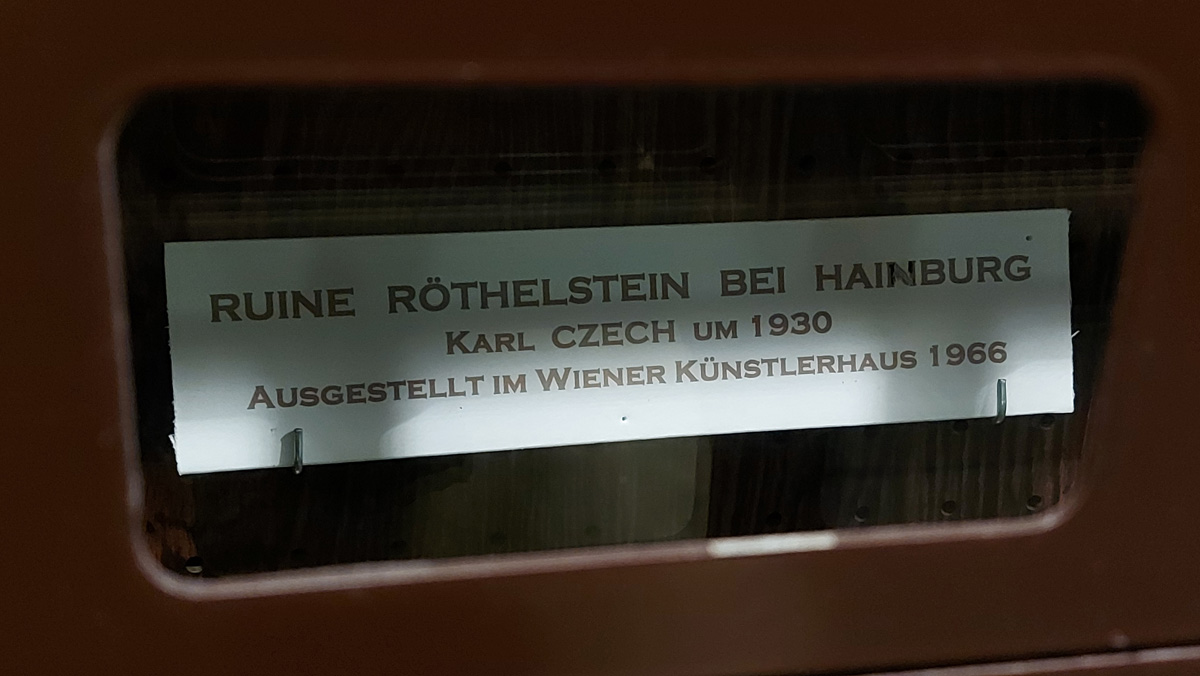 RUINE RÖTHELSTEIN BEI HAINBURG
KARL CZECH UM 1930
AUSGESTELLT IM WIENER KÜNSTLERHAUS 1966